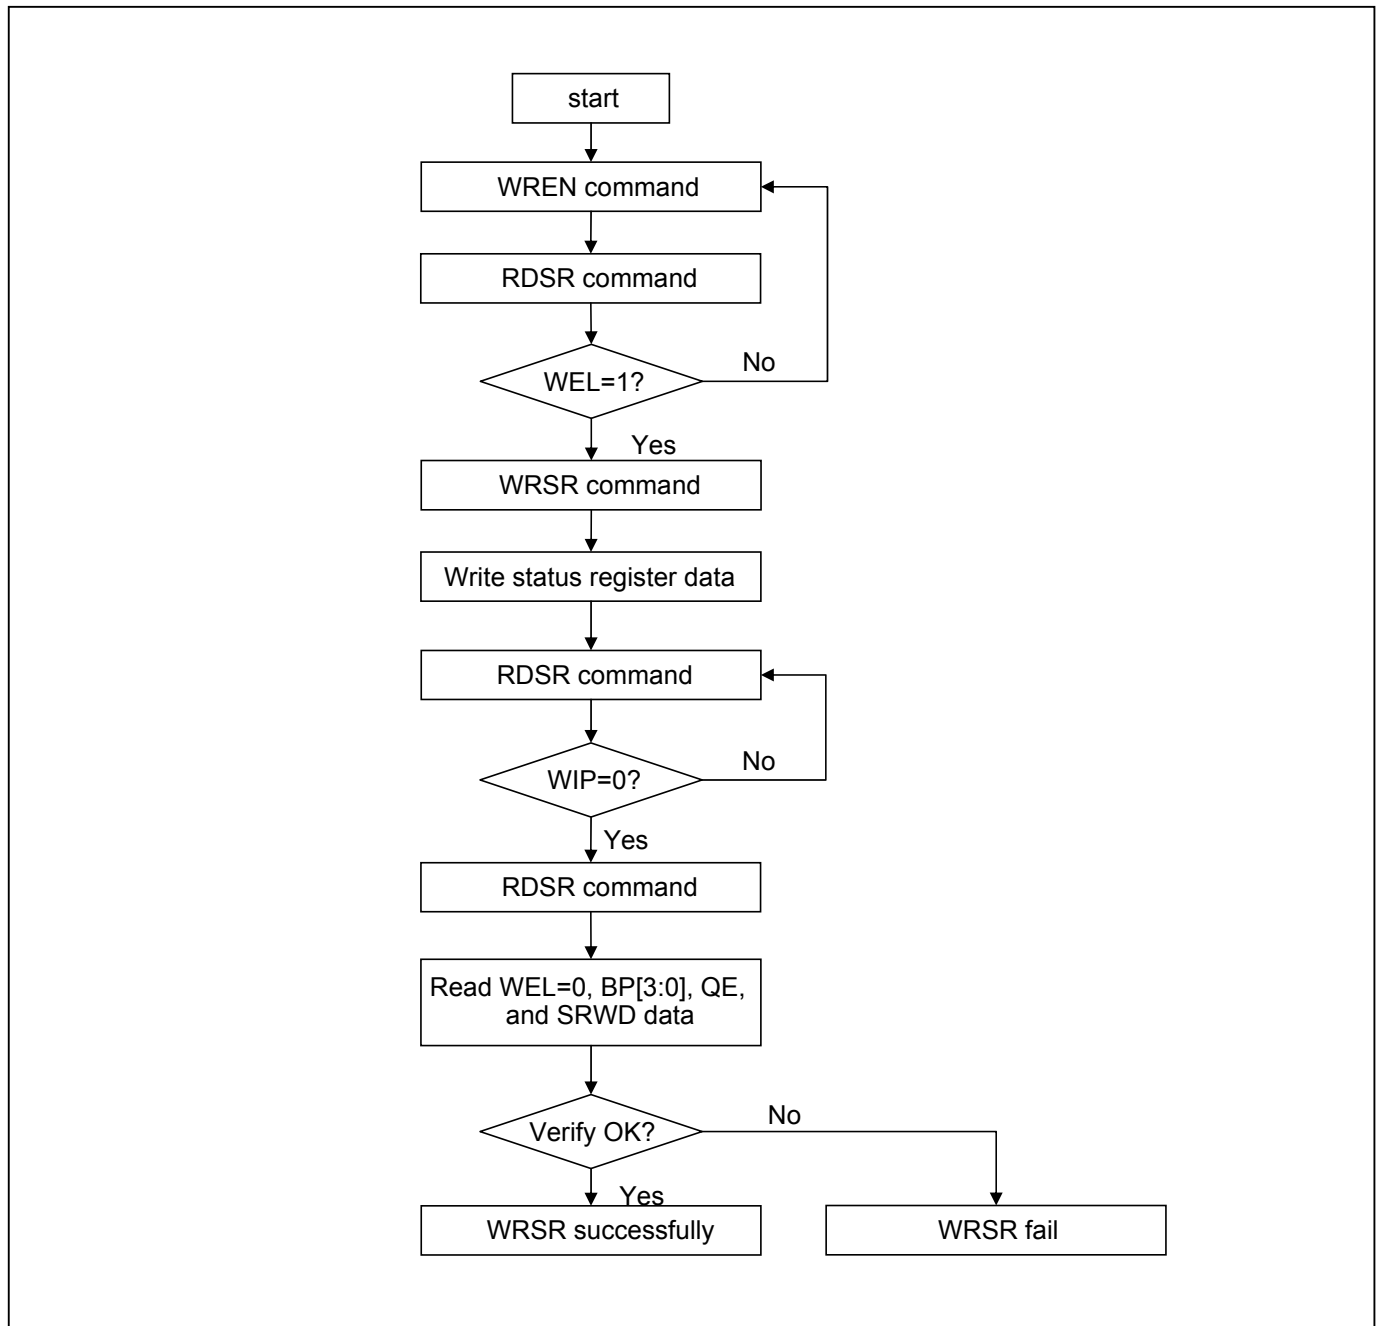 start
WREN command
RDSR command
No
WEL=1?
Yes
WRSR command
Write status register data
RDSR command
No
WIP=0?
Yes
RDSR command
Read WEL=0, BP[3:0], QE,
and SRWD data
No
Verify OK?
Yes
WRSR successfully
WRSR fail